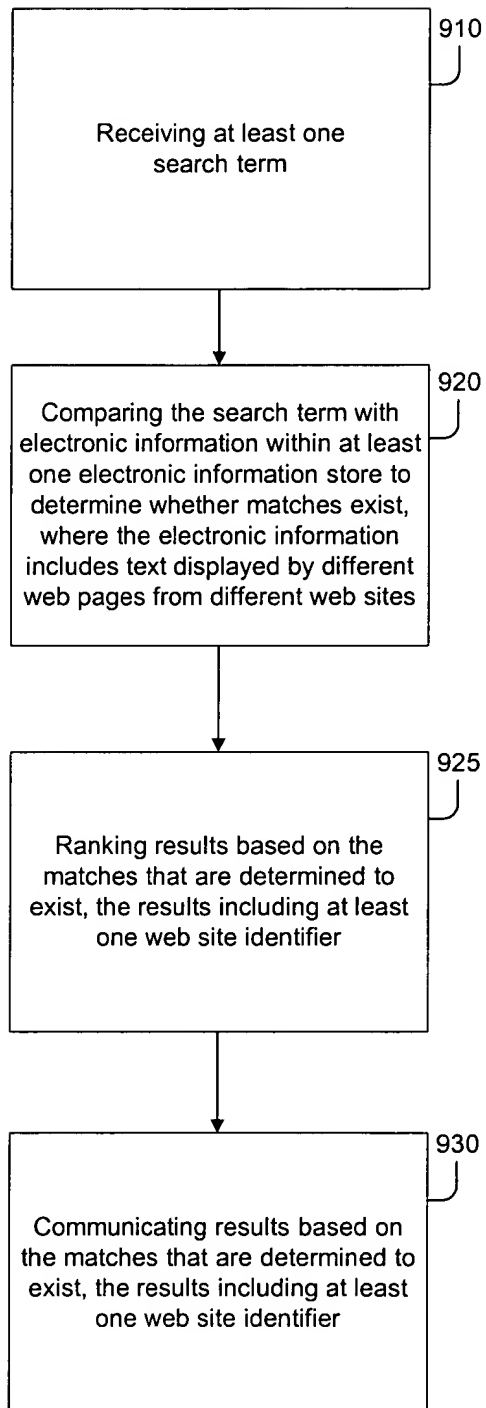 910
Receiving at least one
search term
920
Comparing the search term with
electronic information within at least
one electronic information store to
determine whether matches exist,
where the electronic information
includes text displayed by different
web pages from different web sites
925
Ranking results based on the
matches that are determined to
exist, the results including at least
one web site identifier
930
Communicating results based on
the matches that are determined to
exist, the results including at least
one web site identifier